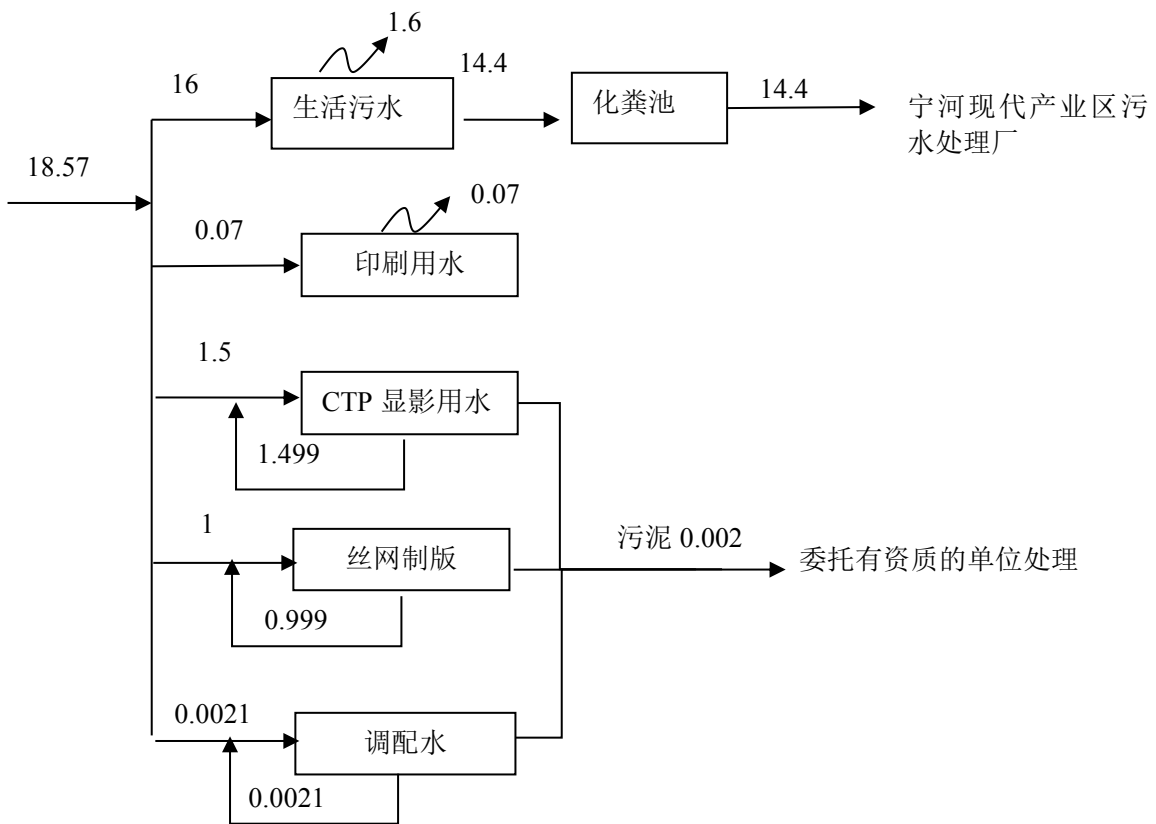 1.6
16
生活污水
14.4
化粪池
14.4
宁河现代产业区污
水处理厂
18.57
0.07
0.07
印刷用水
1.5
CTP 显影用水
1.499
1
丝网制版
污泥 0.002
委托有资质的单位处理
0.999
0.0021
调配水
0.0021